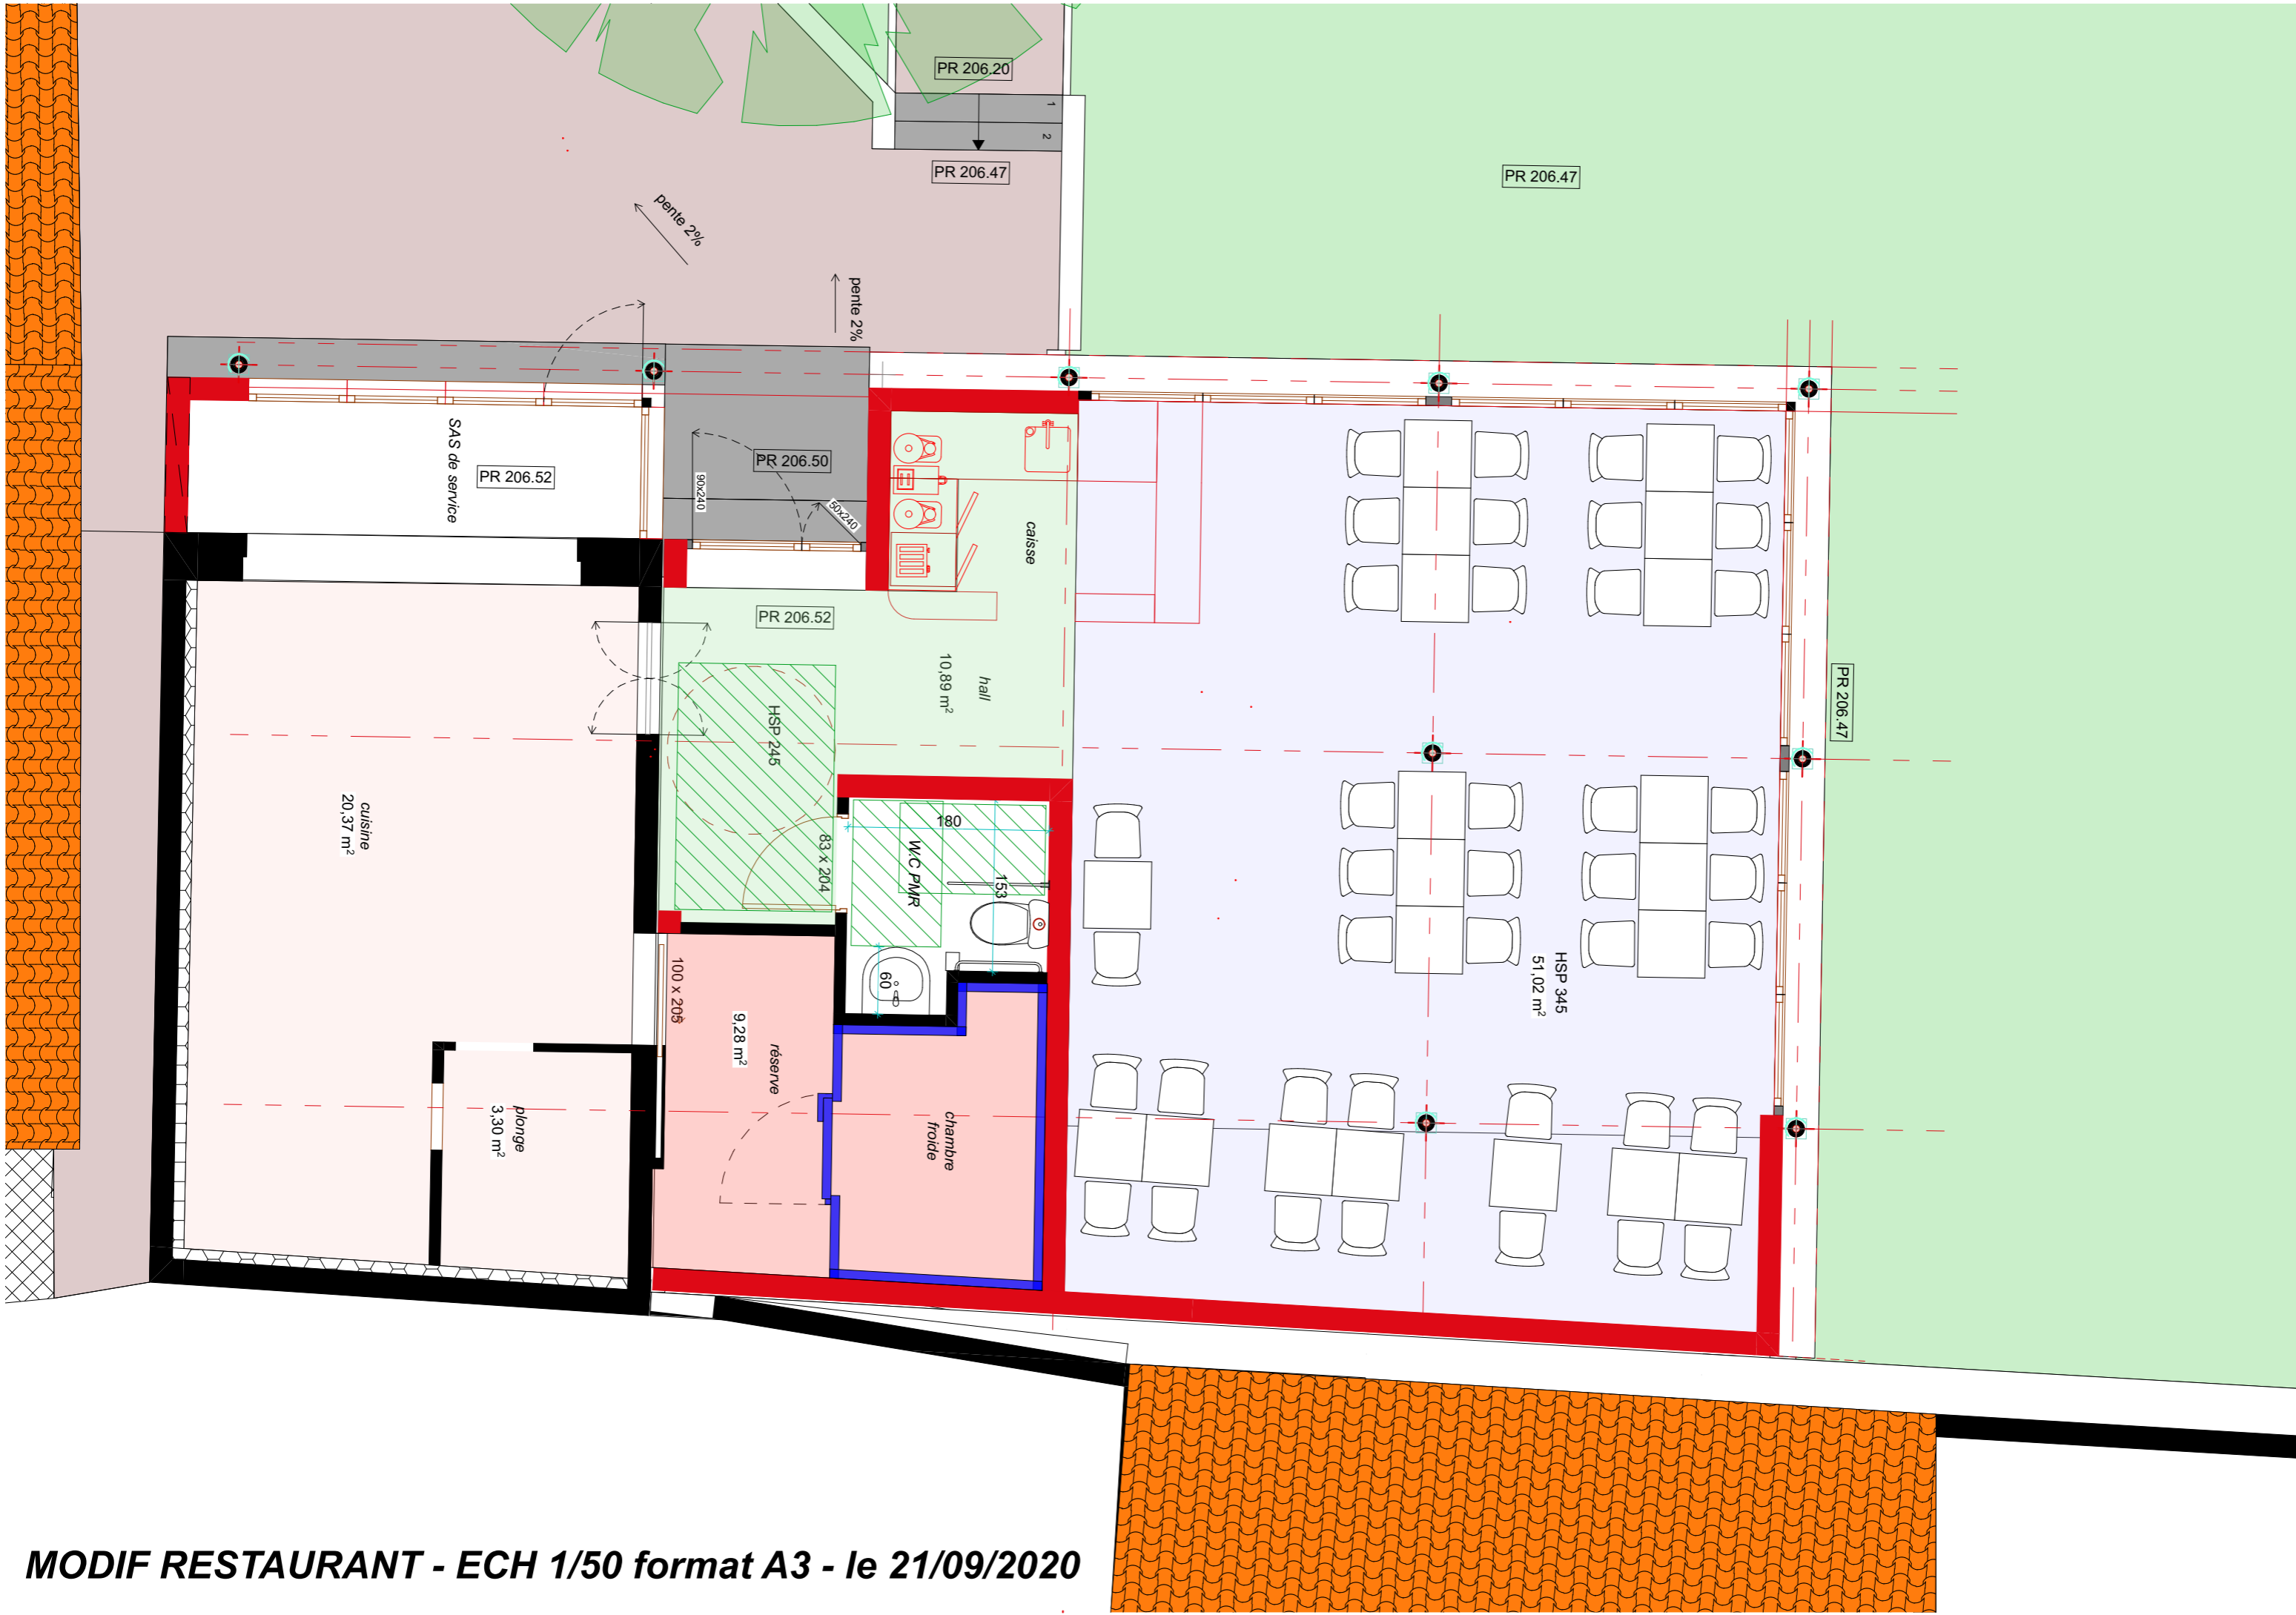 PR 206.20
1
2
PR 206.47
PR 206.47
pente 2%
pente 2%
SAS de service
PR 206.52
PR 206.50
90x240
50x240
caisse
PR 206.52
hall
10,89 m²
HSP 245
PR 206.47
cuisine
20,37 m²
180
83 x 204
W.C PMR
153
60
HSP 345
51,02 m²
100 x 205
réserve
9,28 m²
plonge
3,30 m²
chambre
froide
MODIF RESTAURANT - ECH 1/50 format A3 - le 21/09/2020